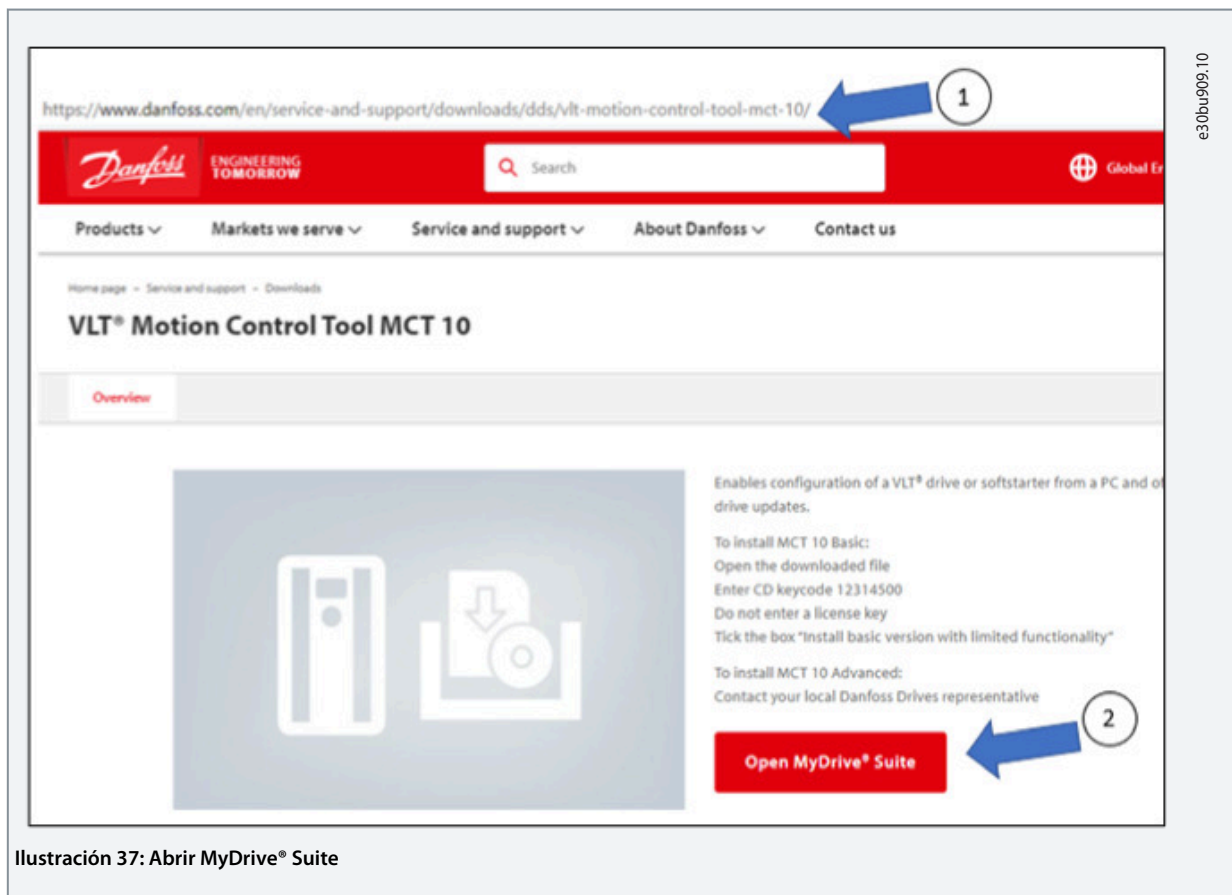 https://www.danfoss.com/en/service-and-support/downloads/dds/vlt-motion-control-tool-mct-10/
1
e30bu909.10
Danfoss
ENGINEERING
TOMORROW
Search
Global En
Products
Markets we serve
Service and support
About Danfoss
Contact us
Home page - Service and support - Downloads
VLT® Motion Control Tool MCT 10
Overview
Enables configuration of a VLT® drive or softstarter from a PC and of
drive updates.
To install MCT 10 Basic:
Open the downloaded file
Enter CD keycode 12314500
Do not enter a license key
Tick the box "Install basic version with limited functionality"
To install MCT 10 Advanced:
Contact your local Danfoss Drives representative
2
Open MyDrive® Suite
Ilustración 37: Abrir MyDrive® Suite